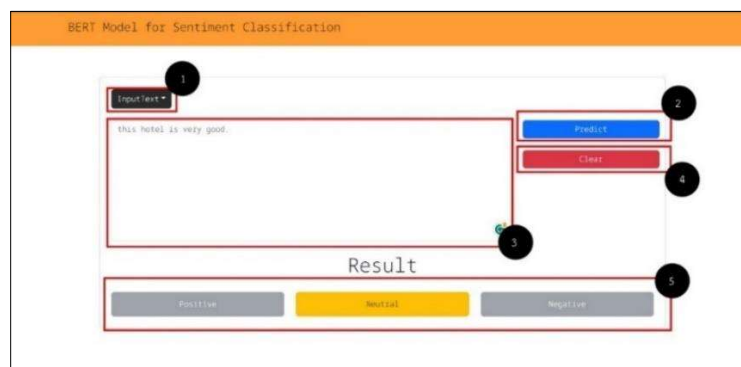 BERT Model for Sentiment Classification
1
InputText
2
this hotel is very good.
Predict
Clear
4
3
Result
5
Positive
Neutial
Negative